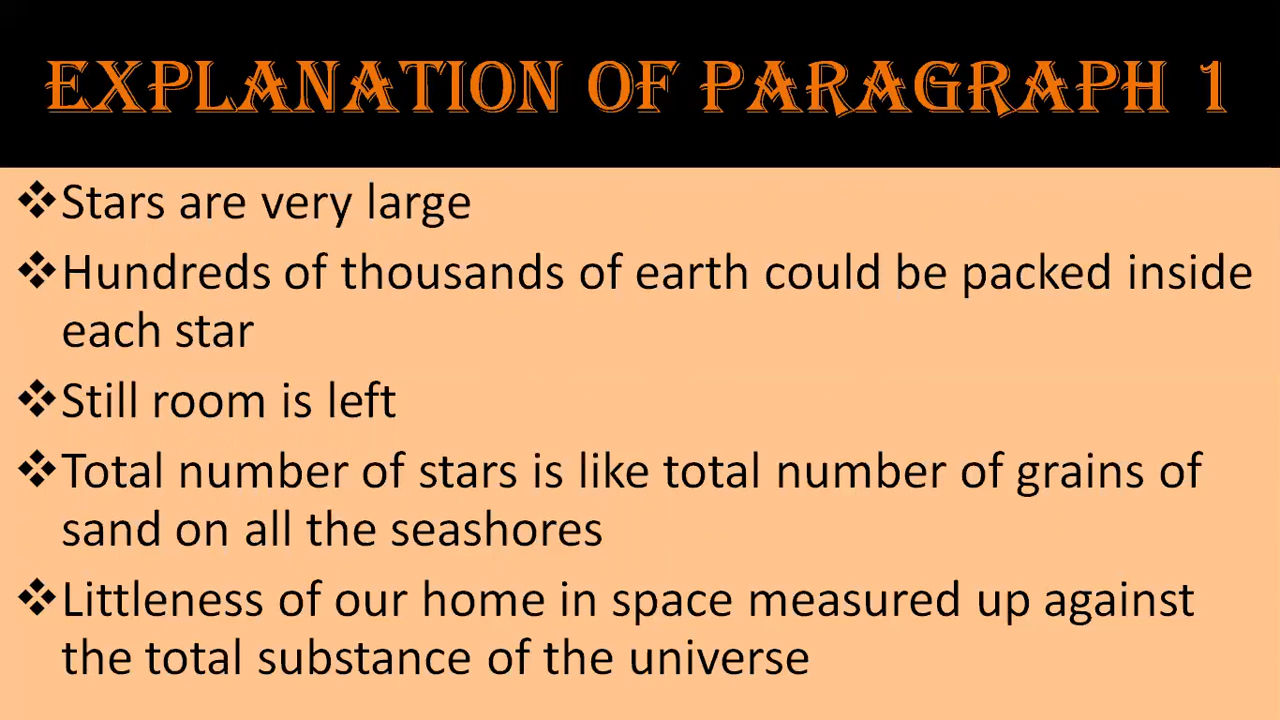 EXPLANATION OF PARAGRAPH 1
❖Stars are very large
❖Hundreds of thousands of earth could be packed inside
each star
❖Still room is left
❖Total number of stars is like total number of grains of
sand on all the seashores
❖Littleness of our home in space measured up against
the total substance of the universe